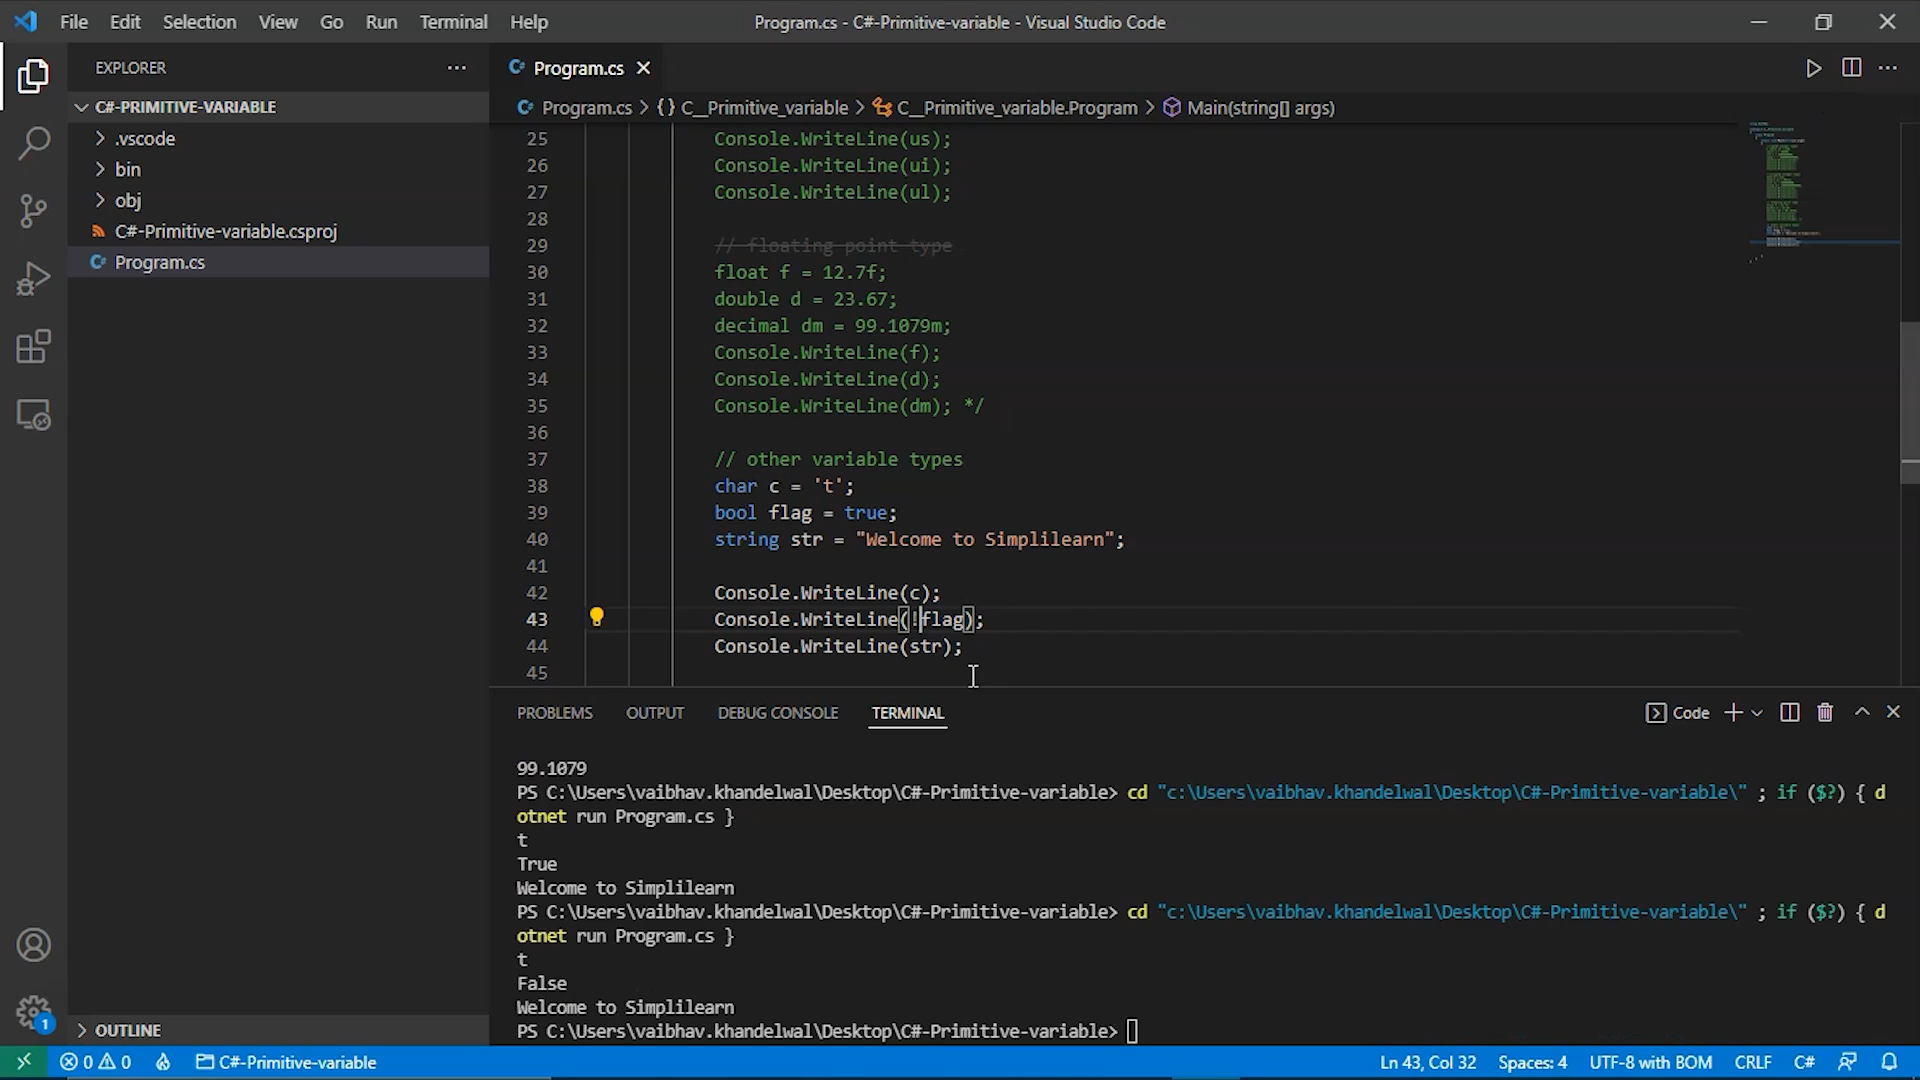 File Edit Selection View Go Run Terminal Help
Program.cs - C#-Primitive-variable - Visual Studio Code
EXPLORER
C#-PRIMITIVE-VARIABLE
.vscode
bin
obj
C#-Primitive-variable.csproj
Program.cs
OUTLINE
1
Program.cs
Program.cs > {} C__Primitive_variable > C__Primitive_variable.Program > Main(string[] args)
25 Console.WriteLine(us);
26 Console.WriteLine(ui);
27 Console.WriteLine(ul);
28
29 // floating point type
30 float f = 12.7f;
31 double d = 23.67;
32 decimal dm = 99.1079m;
33 Console.WriteLine(f);
34 Console.WriteLine(d);
35 Console.WriteLine(dm); */
36
37 // other variable types
38 char c = 't';
39 bool flag = true;
40 string str = "Welcome to Simplilearn";
41
42 Console.WriteLine(c);
43 Console.WriteLine(!flag);
44 Console.WriteLine(str);
45
PROBLEMS OUTPUT DEBUG CONSOLE TERMINAL
Code
99.1079
PS C:\Users\vaibhav.khandelwal\Desktop\C#-Primitive-variable> cd "c:\Users\vaibhav.khandelwal\Desktop\C#-Primitive-variable\" ; if ($?) { d
otnet run Program.cs }
t
True
Welcome to Simplilearn
PS C:\Users\vaibhav.khandelwal\Desktop\C#-Primitive-variable> cd "c:\Users\vaibhav.khandelwal\Desktop\C#-Primitive-variable\" ; if ($?) { d
otnet run Program.cs }
t
False
Welcome to Simplilearn
PS C:\Users\vaibhav.khandelwal\Desktop\C#-Primitive-variable>
0 0 C#-Primitive-variable
Ln 43, Col 32 Spaces: 4 UTF-8 with BOM CRLF C#